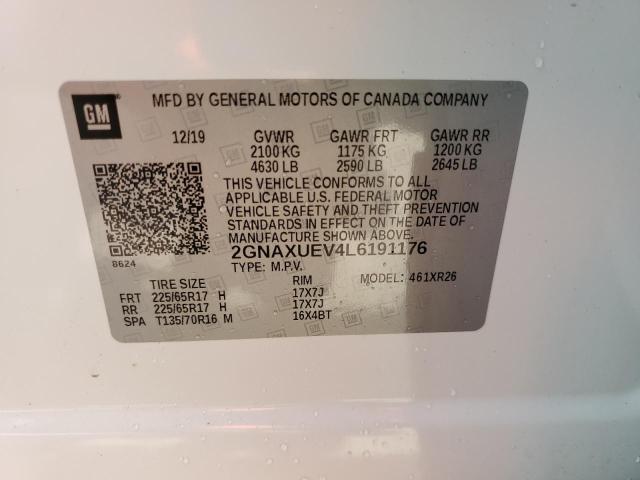 GM
MFD BY GENERAL MOTORS OF CANADA COMPANY
12/19 GVWR GAWR FRT GAWR RR
2100 KG 1175 KG 1200 KG
4630 LB 2590 LB 2645 LB
THIS VEHICLE CONFORMS TO ALL
APPLICABLE U.S. FEDERAL MOTOR
VEHICLE SAFETY AND THEFT PREVENTION
STANDARDS IN EFFECT ON THE DATE OF
MANUFACTURE SHOWN ABOVE.
8624
2GNAXUEV4L6191176
TYPE: M.P.V. MODEL: 461XR26
TIRE SIZE RIM
FRT 225/65R17 H 17X7J
RR 225/65R17 H 17X7J
SPA T135/70R16 M 16X4BT